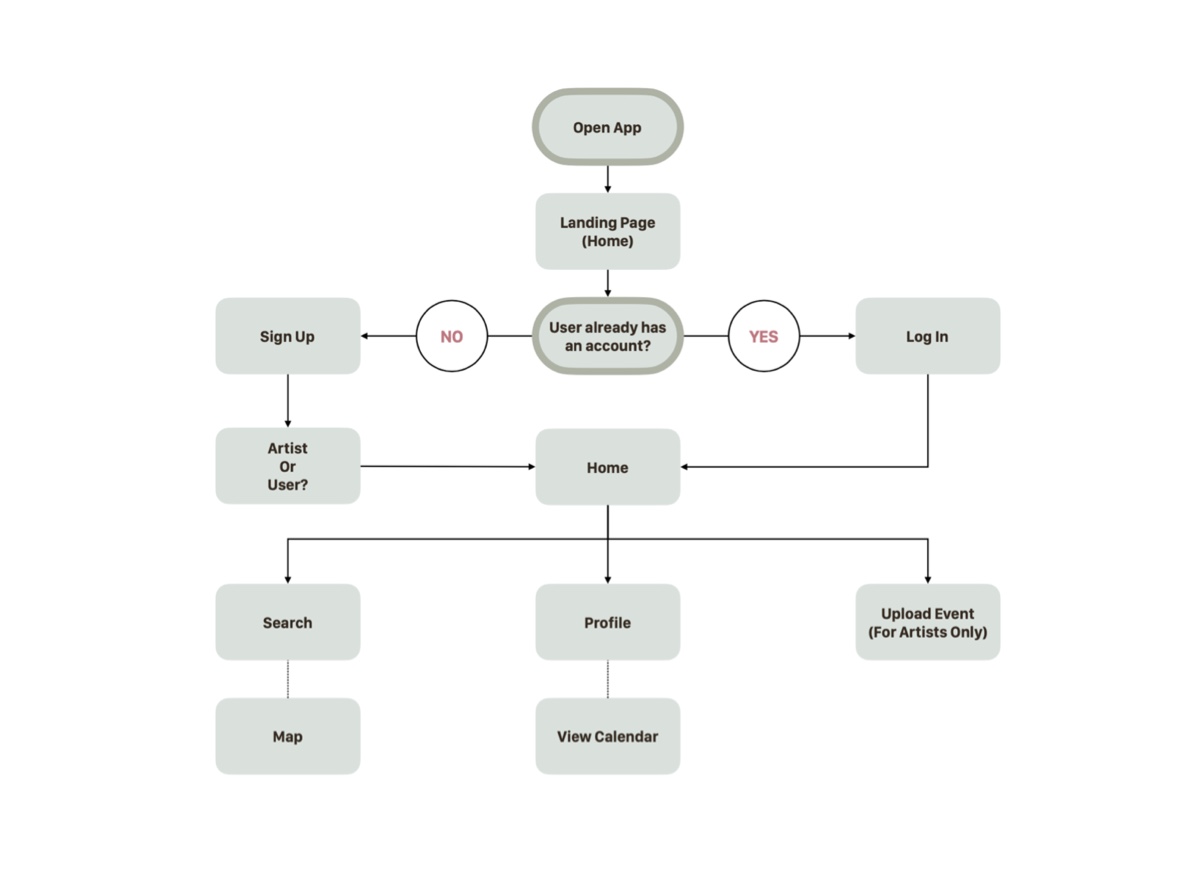 Open App
Landing Page
(Home)
User already has
an account?
NO
YES
Sign Up
Log In
Artist
Or
User?
Home
Search
Profile
Upload Event
(For Artists Only)
Map
View Calendar